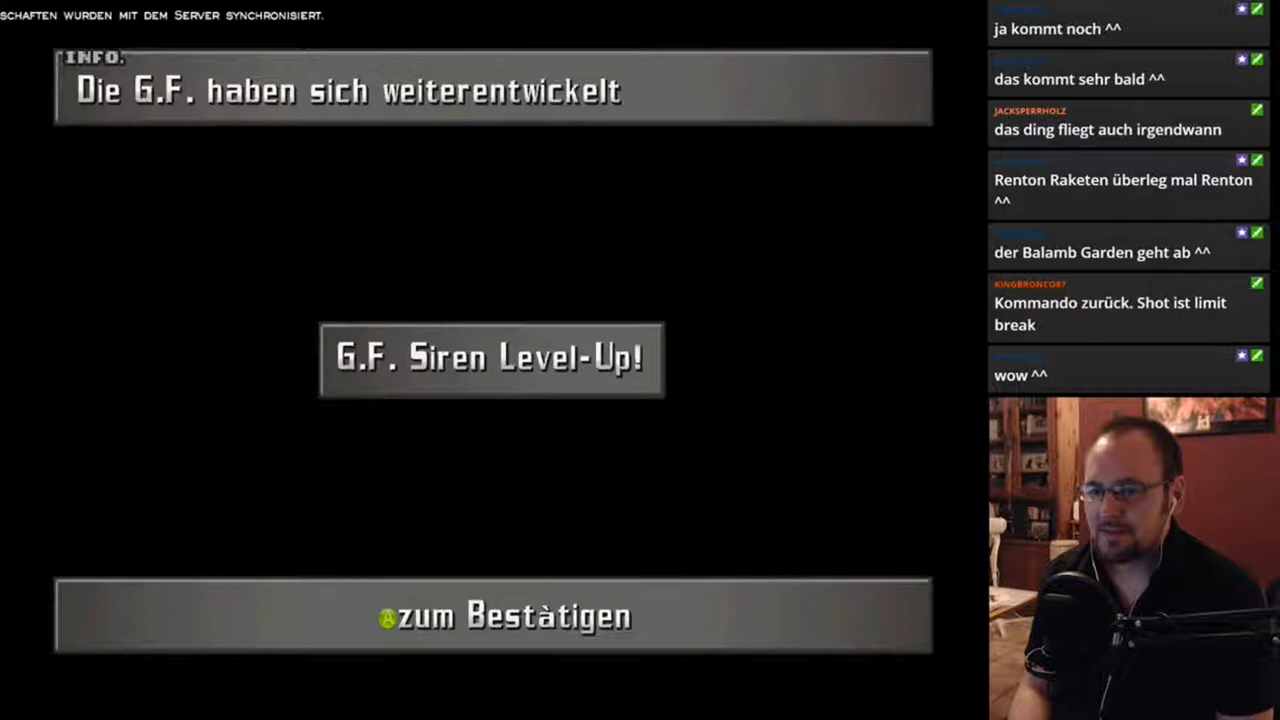 SCHAFTEN WURDEN MIT DEM SERVER SYNCHRONISIERT.
INFO.
Die G.F. haben sich weiterentwickelt
G.F. Siren Level-Up!
A zum Bestàtigen
ja kommt noch ^^
das kommt sehr bald ^^
JACKSPERRHOLZ
das ding fliegt auch irgendwann
Renton Raketen überleg mal Renton
^^
der Balamb Garden geht ab ^^
KINGBRONCO87
Kommando zurück. Shot ist limit
break
wow ^^